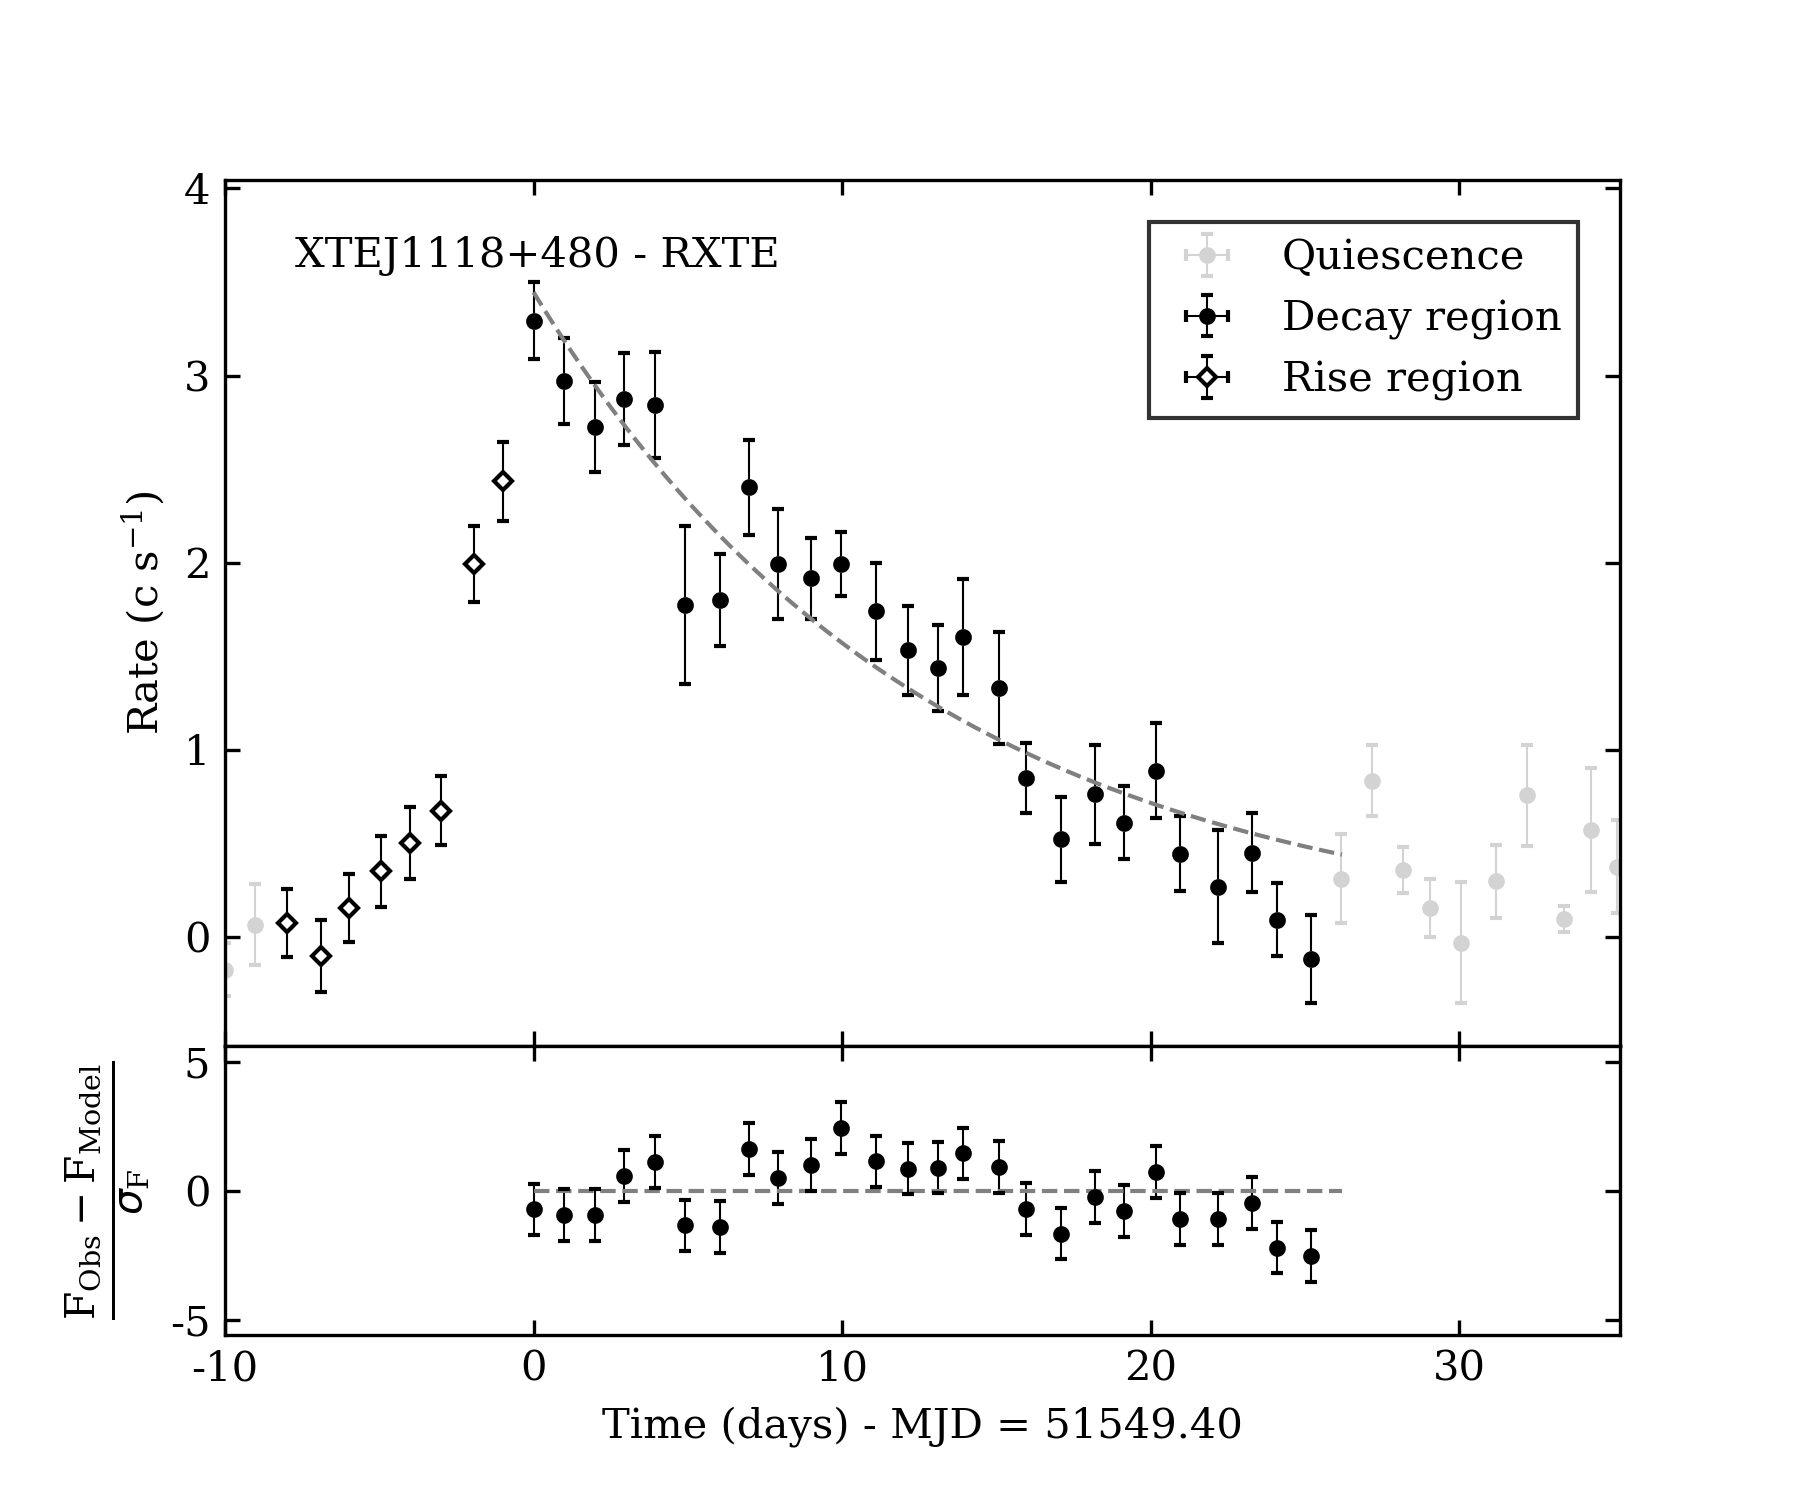 XTEJ1118+480 - RXTE
Quiescence
Decay region
Rise region
4
3
2
1
0
Rate (c s⁻¹)
5
0
-5
F_Obs − F_Model
σ_F
-10 0 10 20 30
Time (days) - MJD = 51549.40